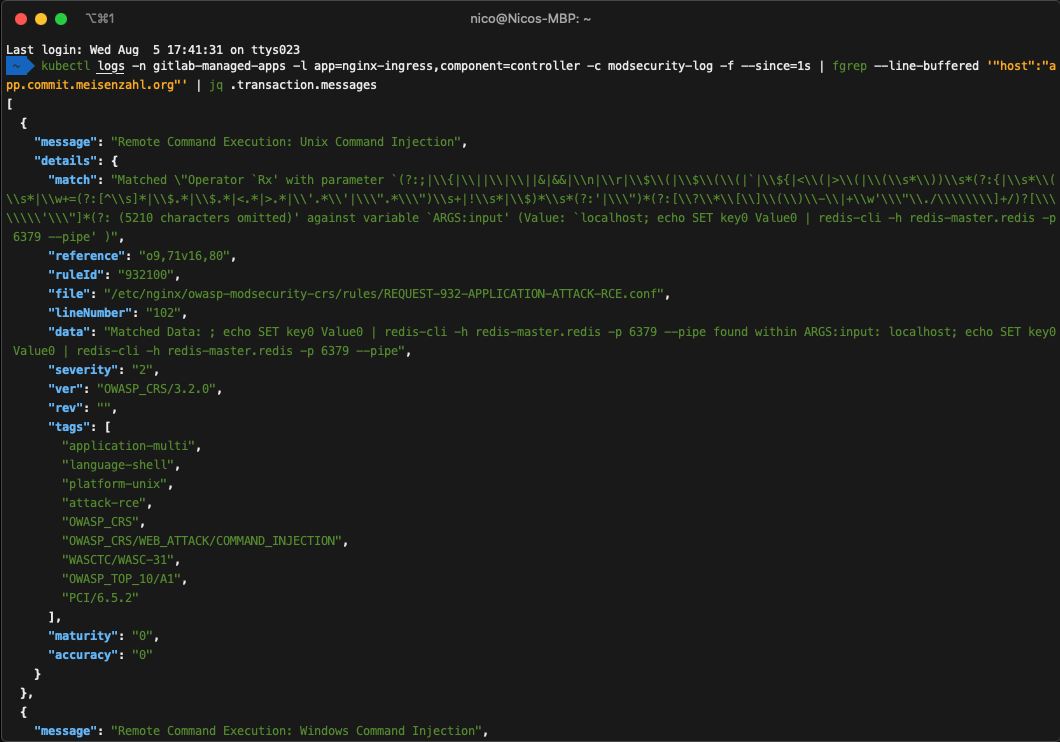 ⌥⌘1
nico@Nicos-MBP: ~
Last login: Wed Aug  5 17:41:31 on ttys023
~ kubectl logs -n gitlab-managed-apps -l app=nginx-ingress,component=controller -c modsecurity-log -f --since=1s | fgrep --line-buffered '"host":"a
pp.commit.meisenzahl.org"' | jq .transaction.messages
[
  {
    "message": "Remote Command Execution: Unix Command Injection",
    "details": {
      "match": "Matched \"Operator `Rx' with parameter `(?:;|\\{|\\||\\|\\||&|&&|\\n|\\r|\\$\\(|\\$\\(\\(|`|\\${|<\\(|>\\(|\\(\\s*\\))\\s*(?:{|\\s*\\(
\\s*|\\w+=(?:[^\\s]*|\\$.*|\\$.*|<.*|>.*|\\'.*\\'|\\\".*\\\")\\s+|!\\s*|\\$)*\\s*(?:'|\\\")*(?:[\\?\\*\\[\\]\\(\\)\\-\\|+\\w'\\\"\\./\\\\\\\\]+/)?[\\\
\\\\\'\\\"]*(?: (5210 characters omitted)' against variable `ARGS:input' (Value: `localhost; echo SET key0 Value0 | redis-cli -h redis-master.redis -p
 6379 --pipe' )",
      "reference": "o9,71v16,80",
      "ruleId": "932100",
      "file": "/etc/nginx/owasp-modsecurity-crs/rules/REQUEST-932-APPLICATION-ATTACK-RCE.conf",
      "lineNumber": "102",
      "data": "Matched Data: ; echo SET key0 Value0 | redis-cli -h redis-master.redis -p 6379 --pipe found within ARGS:input: localhost; echo SET key0
 Value0 | redis-cli -h redis-master.redis -p 6379 --pipe",
      "severity": "2",
      "ver": "OWASP_CRS/3.2.0",
      "rev": "",
      "tags": [
        "application-multi",
        "language-shell",
        "platform-unix",
        "attack-rce",
        "OWASP_CRS",
        "OWASP_CRS/WEB_ATTACK/COMMAND_INJECTION",
        "WASCTC/WASC-31",
        "OWASP_TOP_10/A1",
        "PCI/6.5.2"
      ],
      "maturity": "0",
      "accuracy": "0"
    }
  },
  {
    "message": "Remote Command Execution: Windows Command Injection",